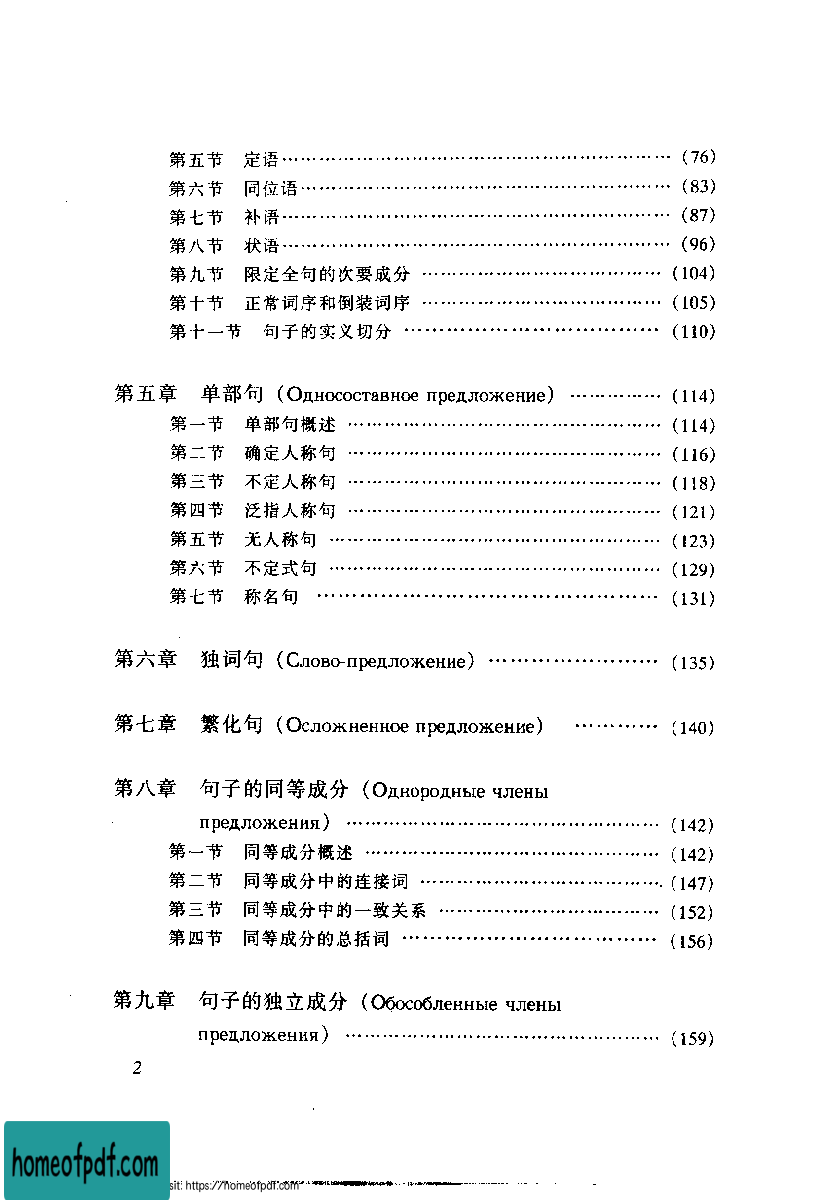 第五节 定语 …………………………………………………… (76)
第六节 同位语 ………………………………………………… (83)
第七节 补语 …………………………………………………… (87)
第八节 状语 …………………………………………………… (96)
第九节 限定全句的次要成分 ……………………………… (104)
第十节 正常词序和倒装词序 ……………………………… (105)
第十一节 句子的实义切分 ………………………………… (110)
第五章 单部句 (Односоставное предложение) …………… (114)
第一节 单部句概述 ………………………………………… (114)
第二节 确定人称句 ………………………………………… (116)
第三节 不定人称句 ………………………………………… (118)
第四节 泛指人称句 ………………………………………… (121)
第五节 无人称句 …………………………………………… (123)
第六节 不定式句 …………………………………………… (129)
第七节 称名句 ……………………………………………… (131)
第六章 独词句 (Слово-предложение) ……………………… (135)
第七章 繁化句 (Осложненное предложение) ………… (140)
第八章 句子的同等成分 (Однородные члены
предложения) ………………………………………… (142)
第一节 同等成分概述 ……………………………………… (142)
第二节 同等成分中的连接词 ……………………………… (147)
第三节 同等成分中的一致关系 …………………………… (152)
第四节 同等成分的总括词 ………………………………… (156)
第九章 句子的独立成分 (Обособленные члены
предложения) ………………………………………… (159)
2
homeofpdf.com
sit: https://homeofpdf.com